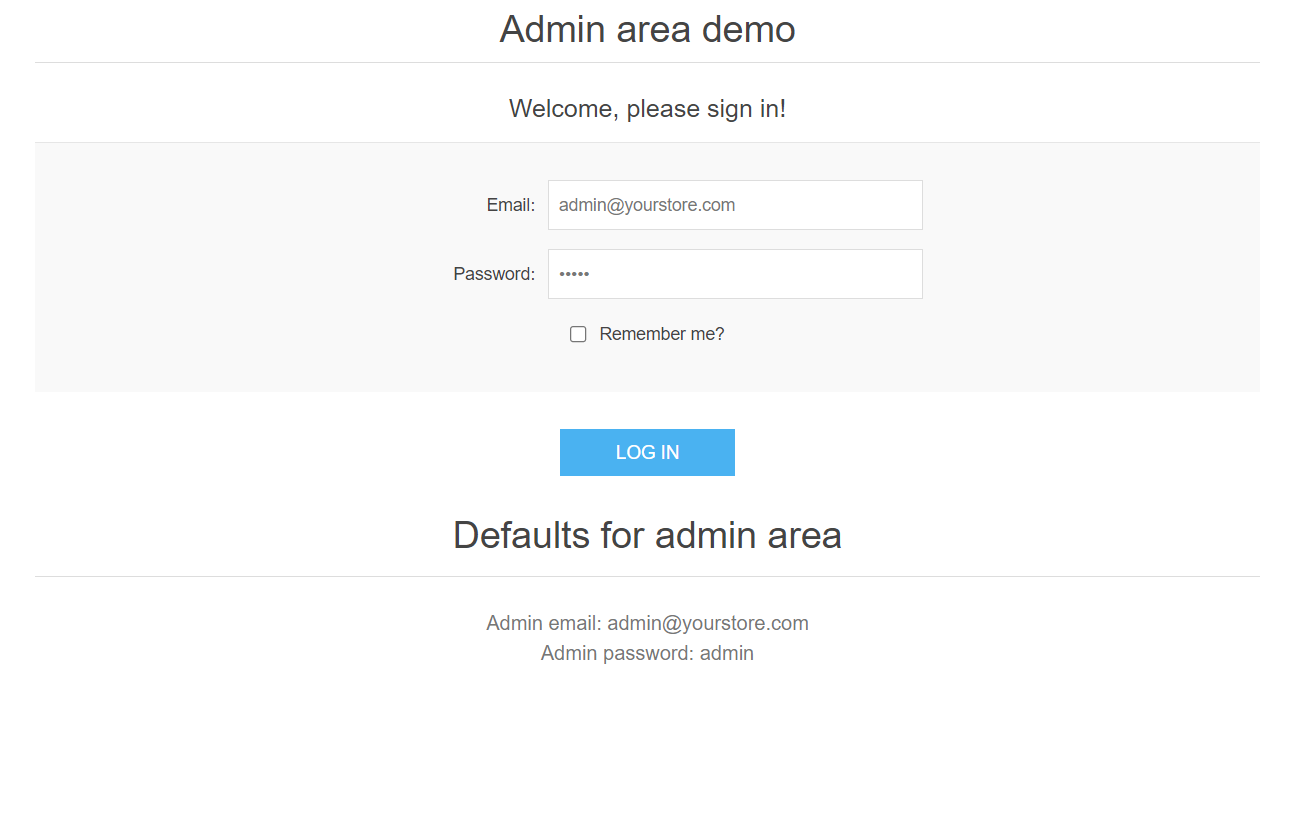 Admin area demo
Welcome, please sign in!
Email: admin@yourstore.com
Password: •••••
Remember me?
LOG IN
Defaults for admin area
Admin email: admin@yourstore.com
Admin password: admin